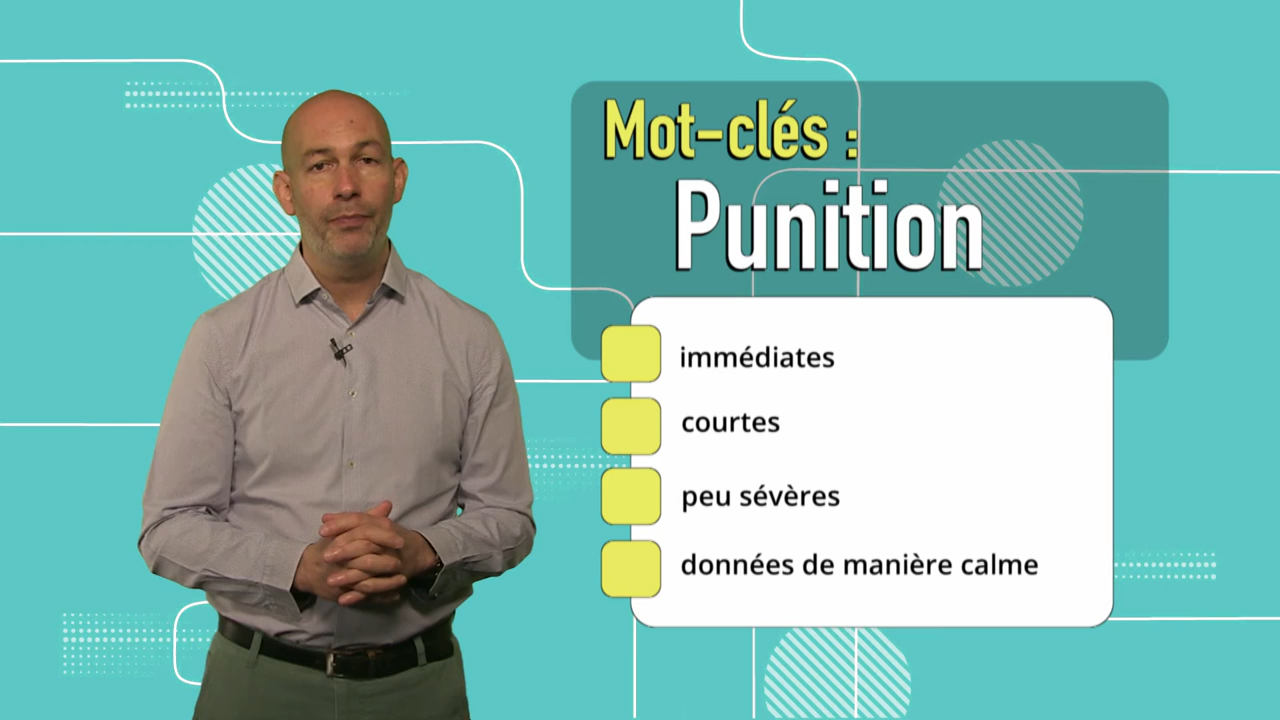 Mot-clés :
Punition
immédiates
courtes
peu sévères
données de manière calme